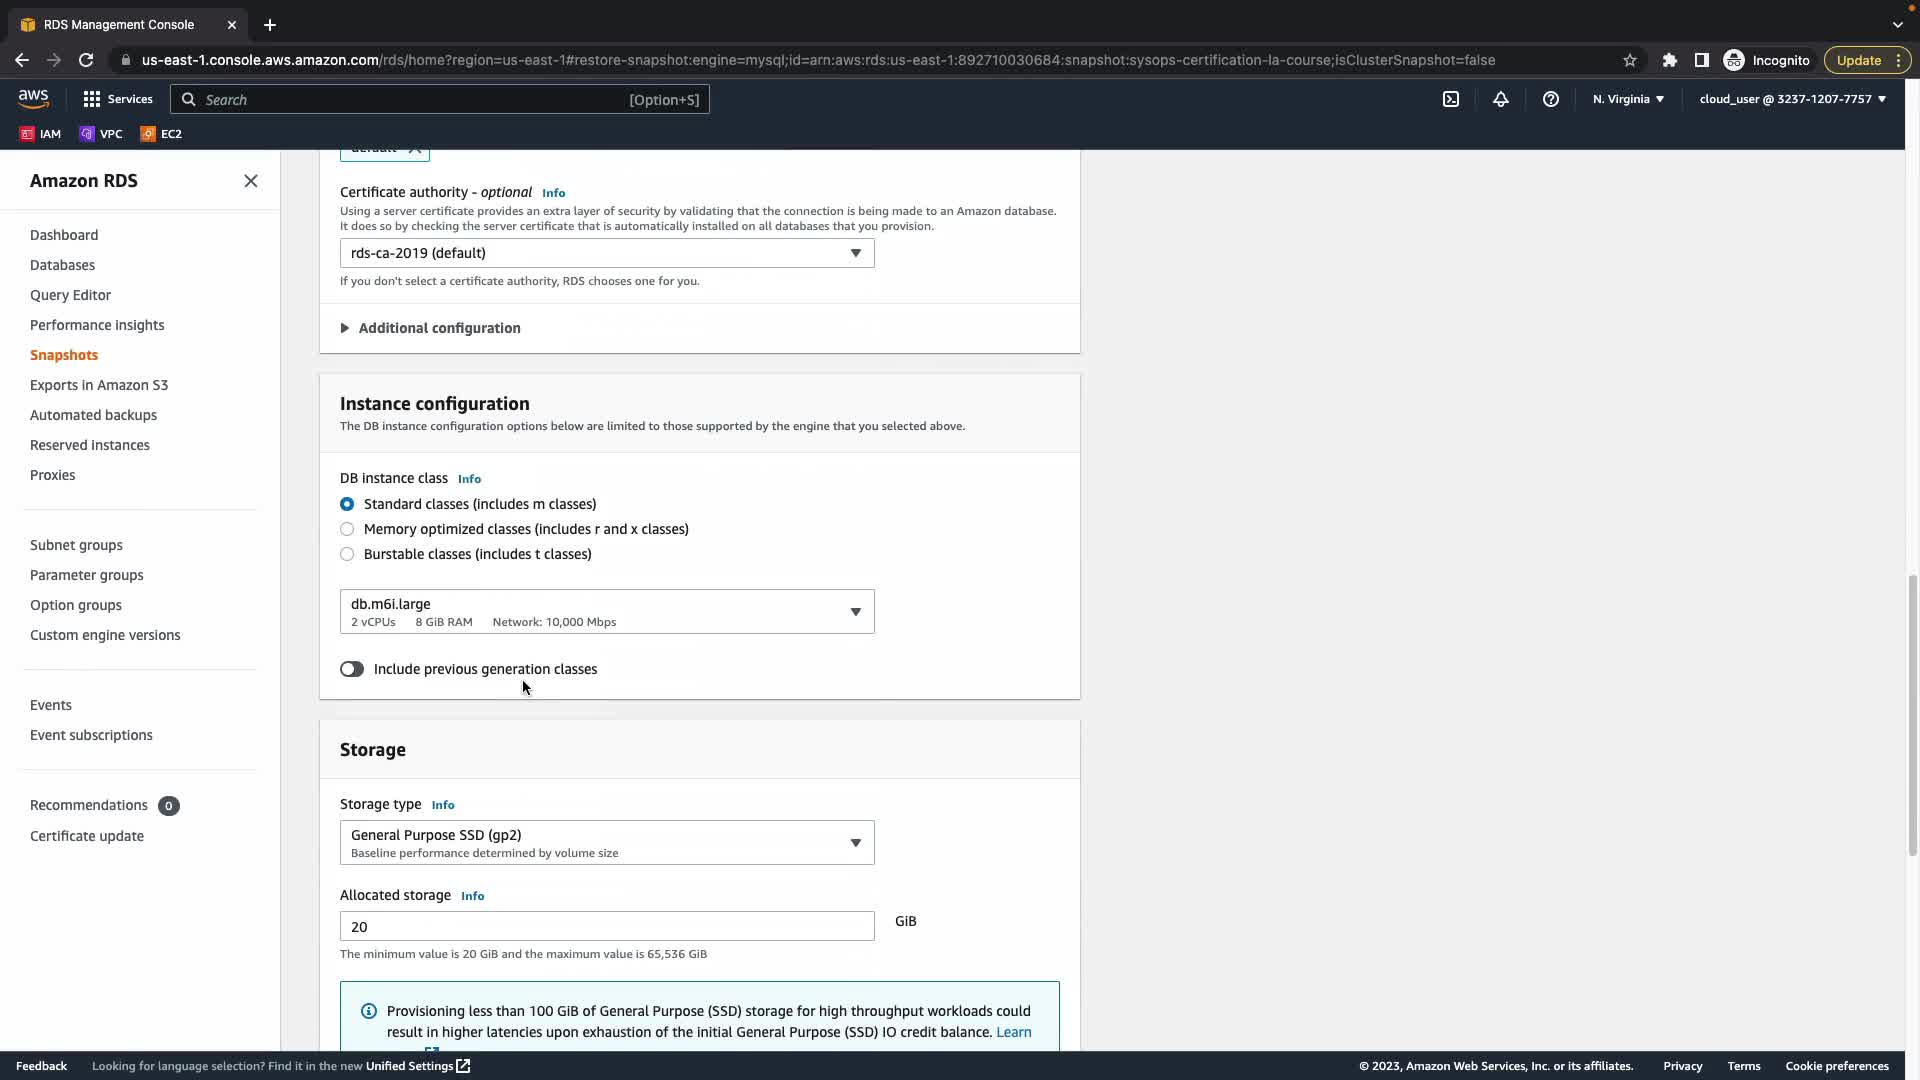 RDS Management Console
us-east-1.console.aws.amazon.com/rds/home?region=us-east-1#restore-snapshot:engine=mysql;id=arn:aws:rds:us-east-1:892710030684:snapshot:sysops-certification-la-course;isClusterSnapshot=false
Incognito
Update
aws
Services
Search
[Option+S]
N. Virginia
cloud_user @ 3237-1207-7757
IAM
VPC
EC2
Amazon RDS
Dashboard
Databases
Query Editor
Performance insights
Snapshots
Exports in Amazon S3
Automated backups
Reserved instances
Proxies
Subnet groups
Parameter groups
Option groups
Custom engine versions
Events
Event subscriptions
Recommendations 0
Certificate update
default
Certificate authority - optional Info
Using a server certificate provides an extra layer of security by validating that the connection is being made to an Amazon database.
It does so by checking the server certificate that is automatically installed on all databases that you provision.
rds-ca-2019 (default)
If you don't select a certificate authority, RDS chooses one for you.
Additional configuration
Instance configuration
The DB instance configuration options below are limited to those supported by the engine that you selected above.
DB instance class Info
Standard classes (includes m classes)
Memory optimized classes (includes r and x classes)
Burstable classes (includes t classes)
db.m6i.large
2 vCPUs 8 GiB RAM Network: 10,000 Mbps
Include previous generation classes
Storage
Storage type Info
General Purpose SSD (gp2)
Baseline performance determined by volume size
Allocated storage Info
20
GiB
The minimum value is 20 GiB and the maximum value is 65,536 GiB
Provisioning less than 100 GiB of General Purpose (SSD) storage for high throughput workloads could
result in higher latencies upon exhaustion of the initial General Purpose (SSD) IO credit balance. Learn
Feedback
Looking for language selection? Find it in the new Unified Settings
© 2023, Amazon Web Services, Inc. or its affiliates.
Privacy
Terms
Cookie preferences